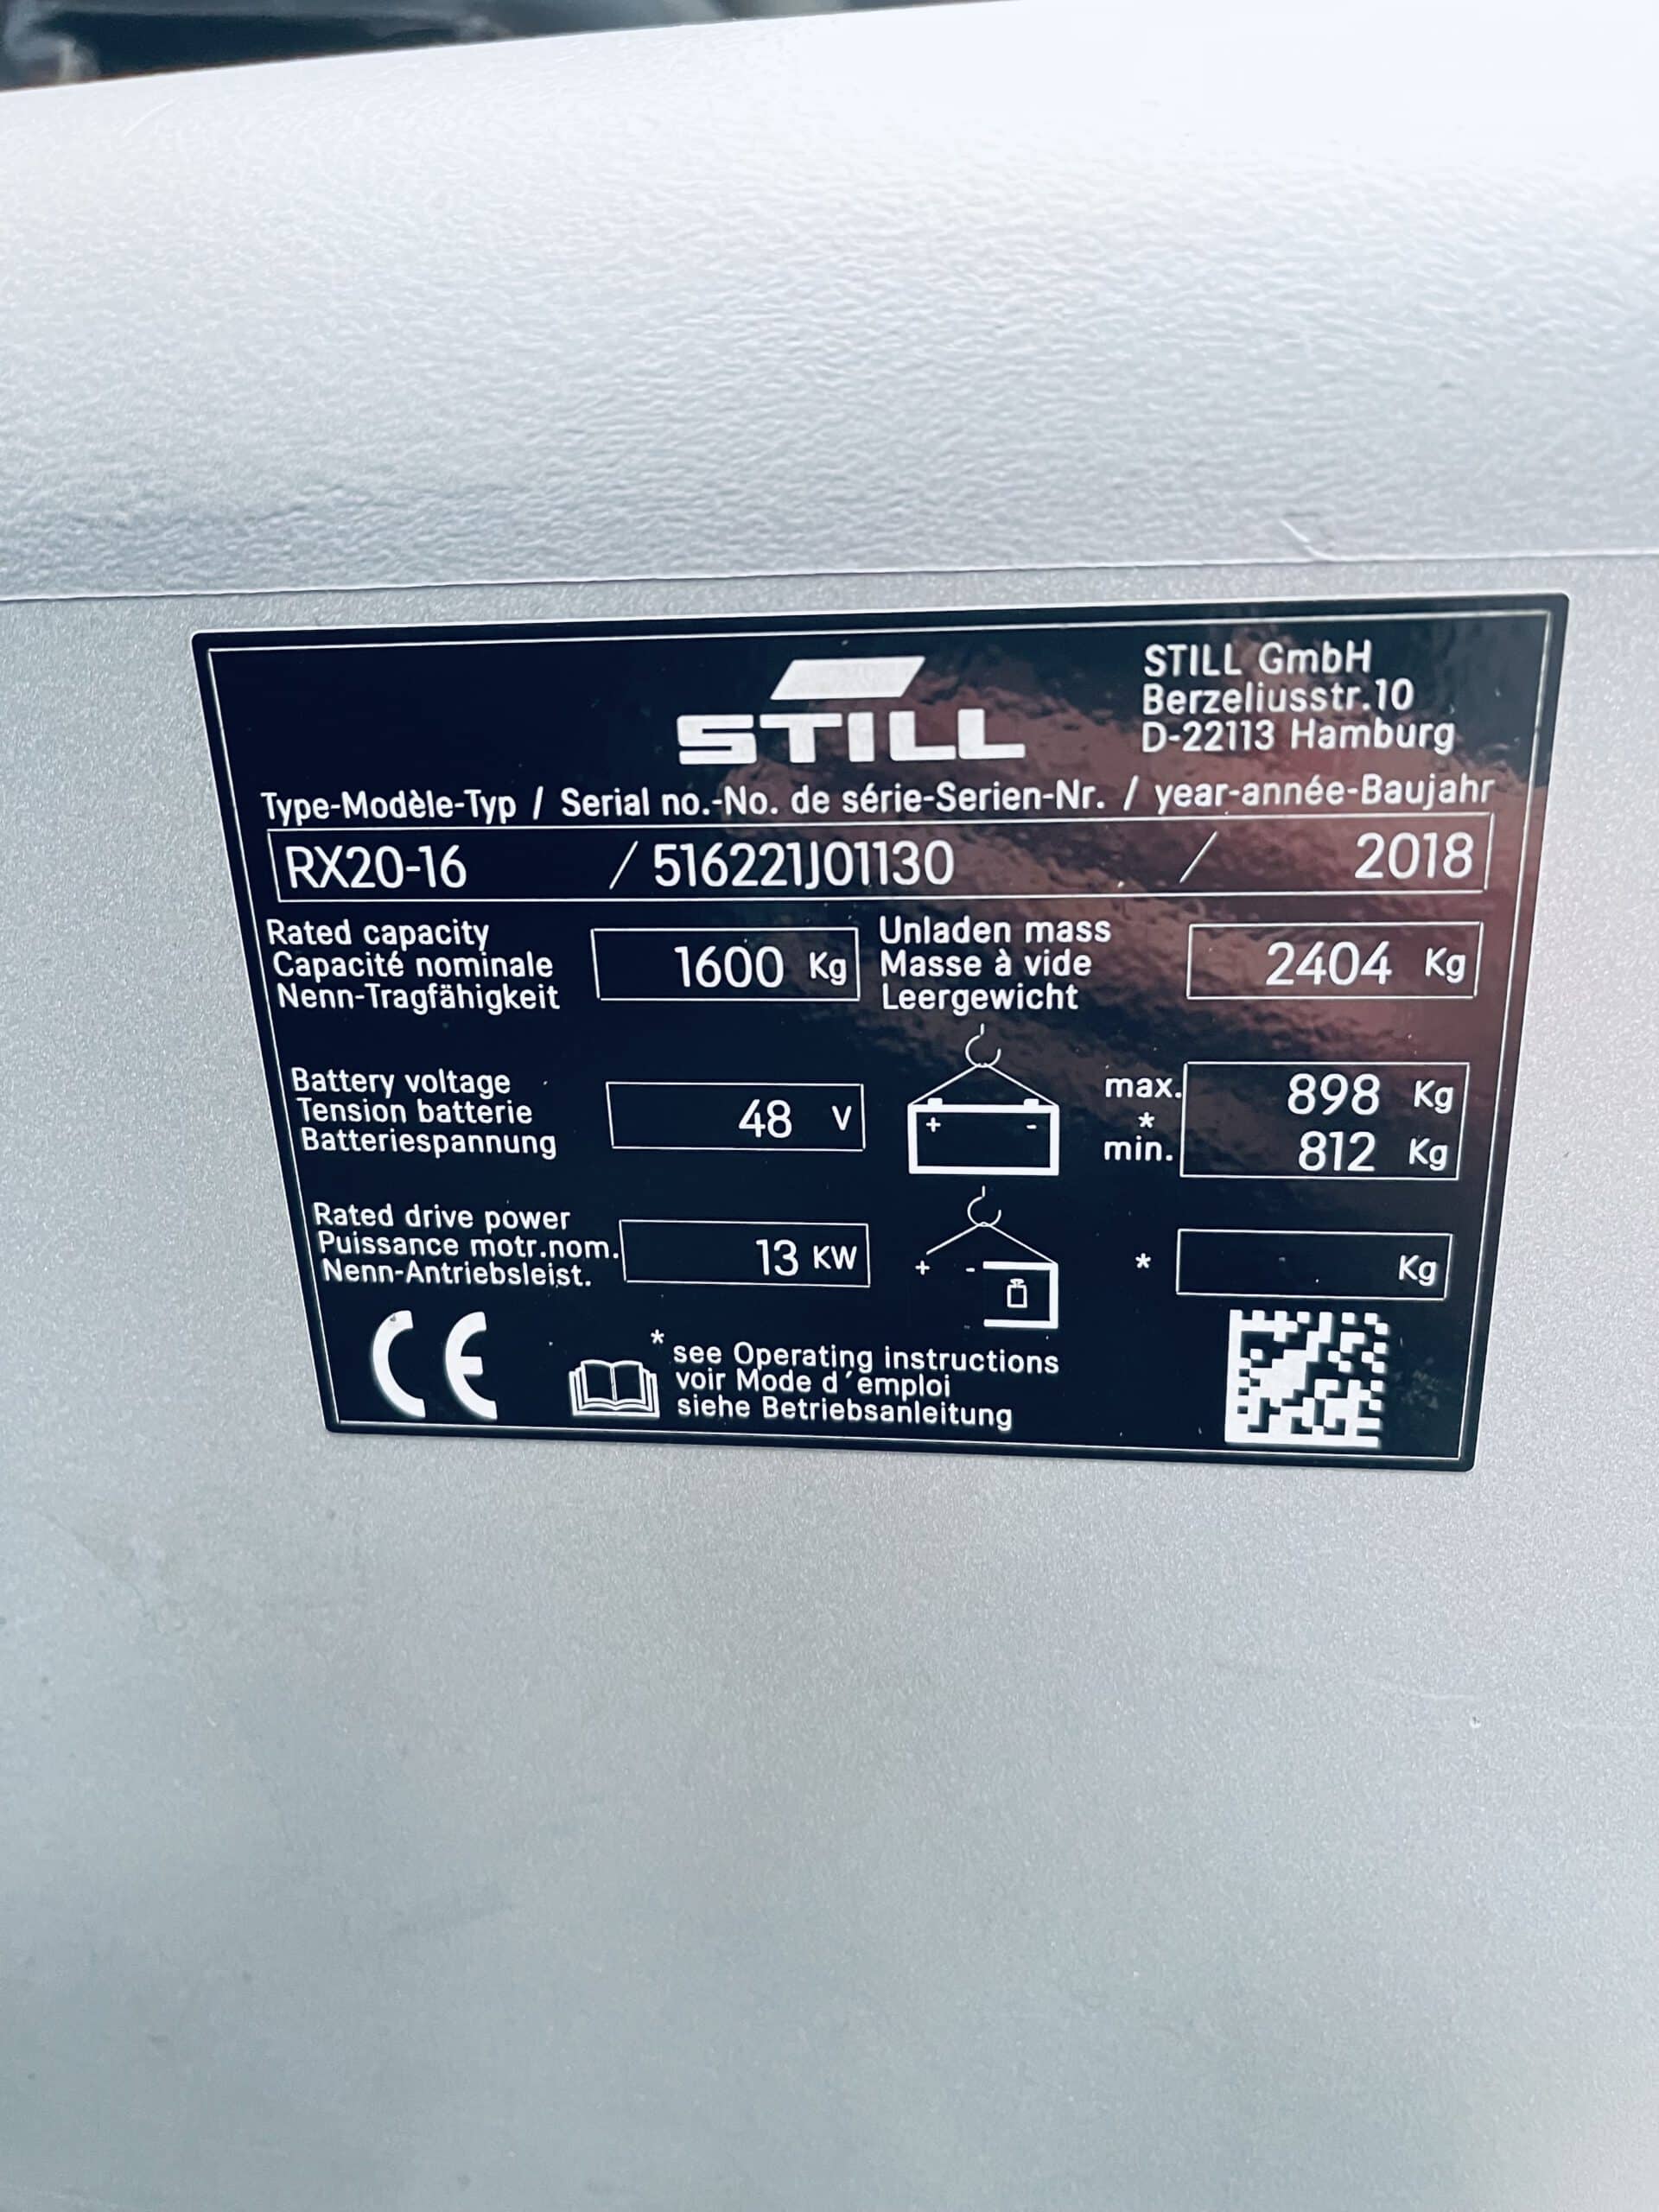 STILL
STILL GmbH
Berzeliusstr.10
D-22113 Hamburg
Type-Modèle-Typ / Serial no.-No. de série-Serien-Nr. / year-année-Baujahr
RX20-16 / 516221J01130 / 2018
Rated capacity
Capacité nominale
Nenn-Tragfähigkeit
1600 Kg
Unladen mass
Masse à vide
Leergewicht
2404 Kg
Battery voltage
Tension batterie
Batteriespannung
48 V
+ -
max. 898 Kg
*
min. 812 Kg
Rated drive power
Puissance motr.nom.
Nenn-Antriebsleist.
13 KW
+ -
* Kg
CE
* see Operating instructions
voir Mode d´emploi
siehe Betriebsanleitung